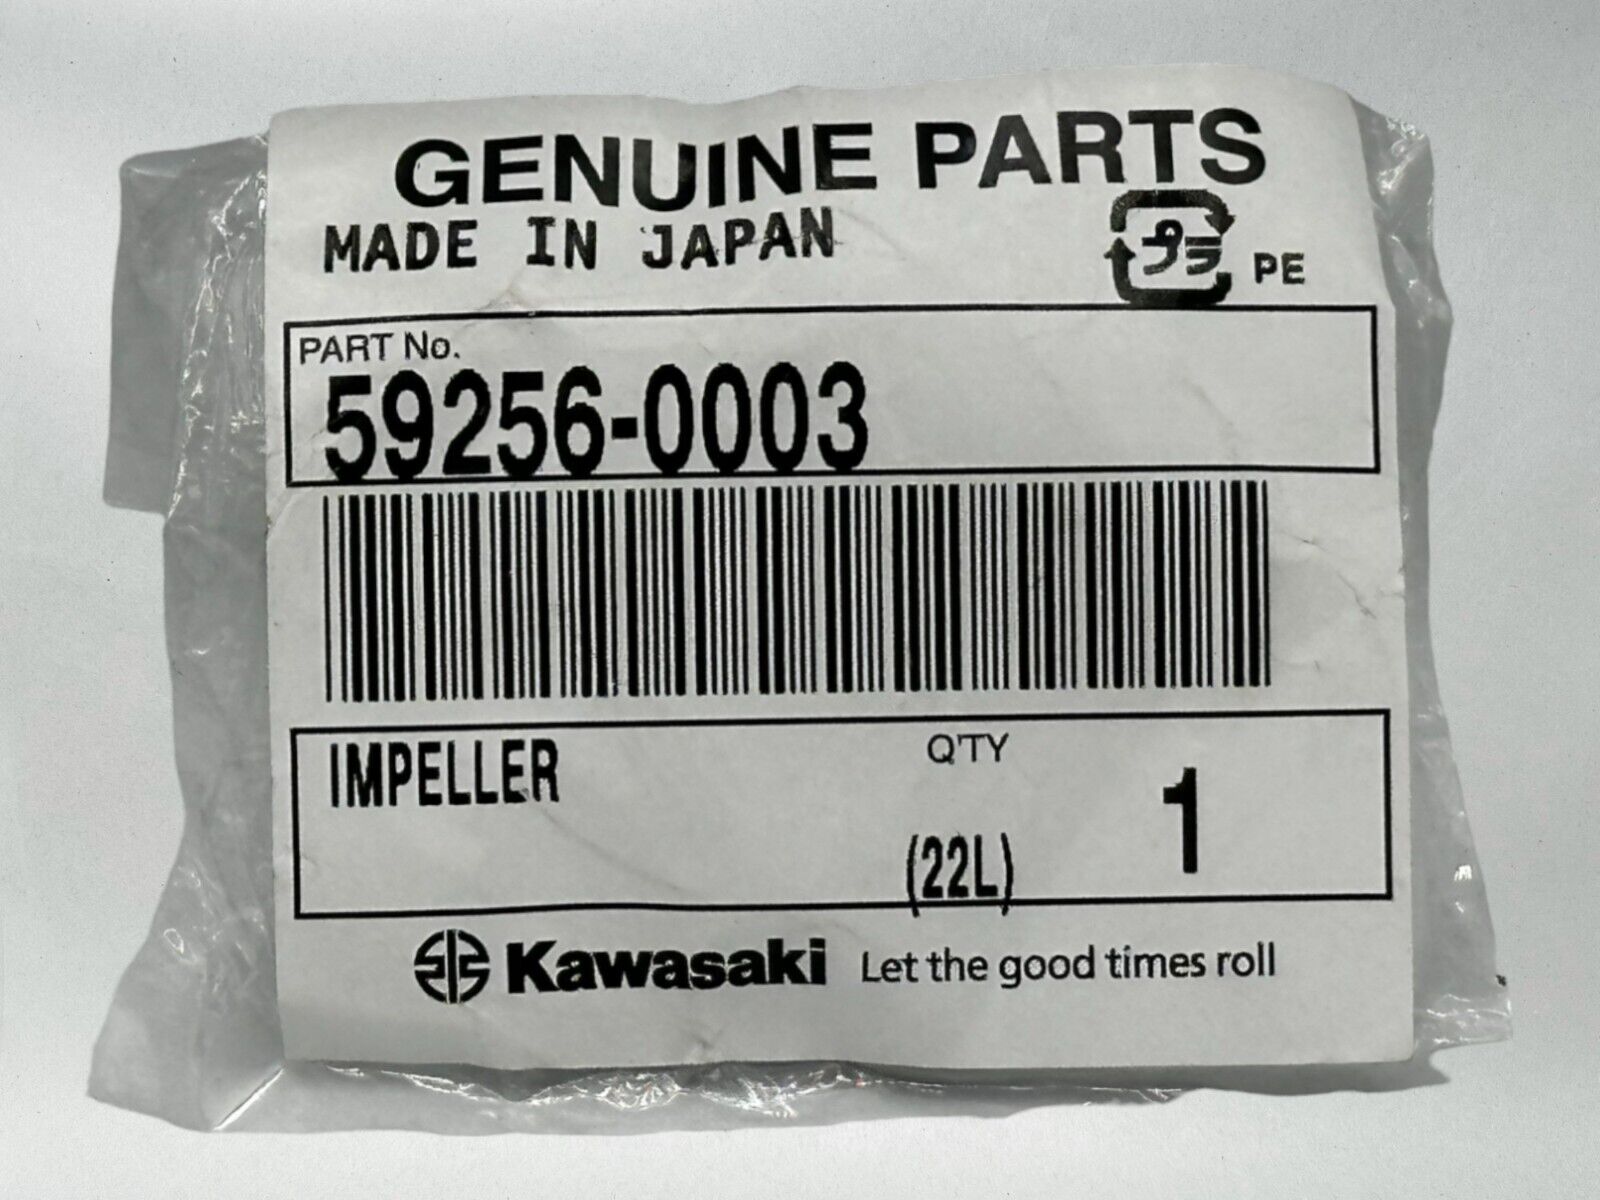 GENUINE PARTS
MADE IN JAPAN
プラ PE
PART No.
59256-0003
IMPELLER
Q'TY
(22L) 1
Kawasaki Let the good times roll